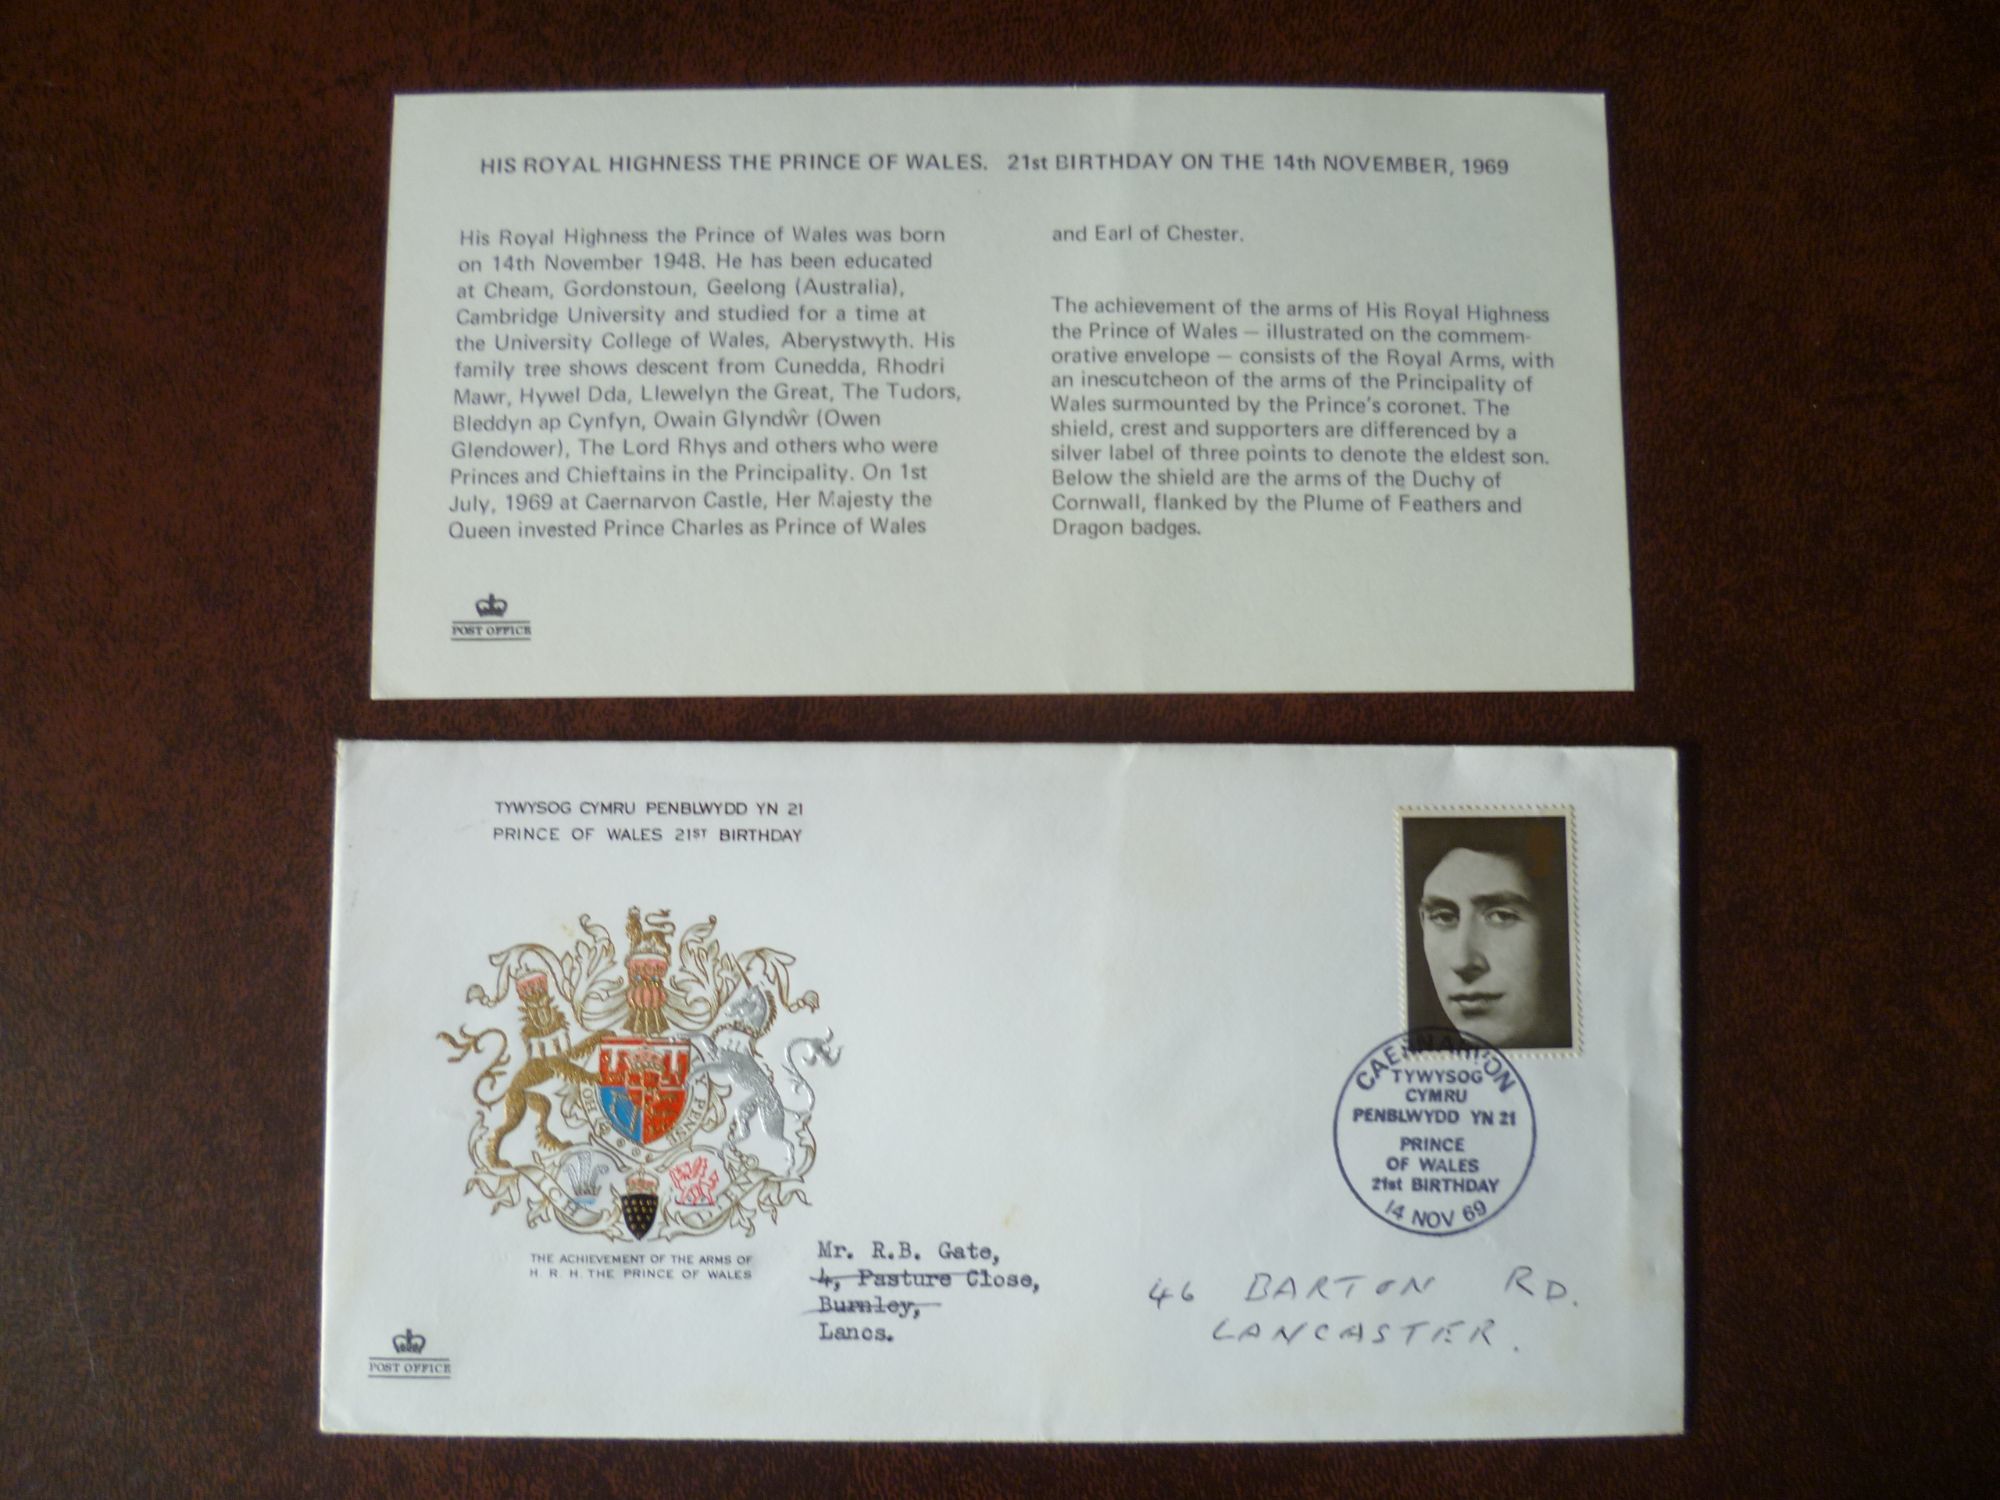 HIS ROYAL HIGHNESS THE PRINCE OF WALES. 21st BIRTHDAY ON THE 14th NOVEMBER, 1969
His Royal Highness the Prince of Wales was born
on 14th November 1948. He has been educated
at Cheam, Gordonstoun, Geelong (Australia),
Cambridge University and studied for a time at
the University College of Wales, Aberystwyth. His
family tree shows descent from Cunedda, Rhodri
Mawr, Hywel Dda, Llewelyn the Great, The Tudors,
Bleddyn ap Cynfyn, Owain Glyndŵr (Owen
Glendower), The Lord Rhys and others who were
Princes and Chieftains in the Principality. On 1st
July, 1969 at Caernarvon Castle, Her Majesty the
Queen invested Prince Charles as Prince of Wales
and Earl of Chester.
The achievement of the arms of His Royal Highness
the Prince of Wales — illustrated on the commem-
orative envelope — consists of the Royal Arms, with
an inescutcheon of the arms of the Principality of
Wales surmounted by the Prince's coronet. The
shield, crest and supporters are differenced by a
silver label of three points to denote the eldest son.
Below the shield are the arms of the Duchy of
Cornwall, flanked by the Plume of Feathers and
Dragon badges.
POST OFFICE
TYWYSOG CYMRU PENBLWYDD YN 21
PRINCE OF WALES 21ST BIRTHDAY
THE ACHIEVEMENT OF THE ARMS OF
H. R. H. THE PRINCE OF WALES
POST OFFICE
Mr. R.B. Gate,
4, Pasture Close,
Burnley,
Lancs.
CAERNARVON
TYWYSOG
CYMRU
PENBLWYDD YN 21
PRINCE
OF WALES
21st BIRTHDAY
14 NOV 69
46 BARTON RD.
LANCASTER.